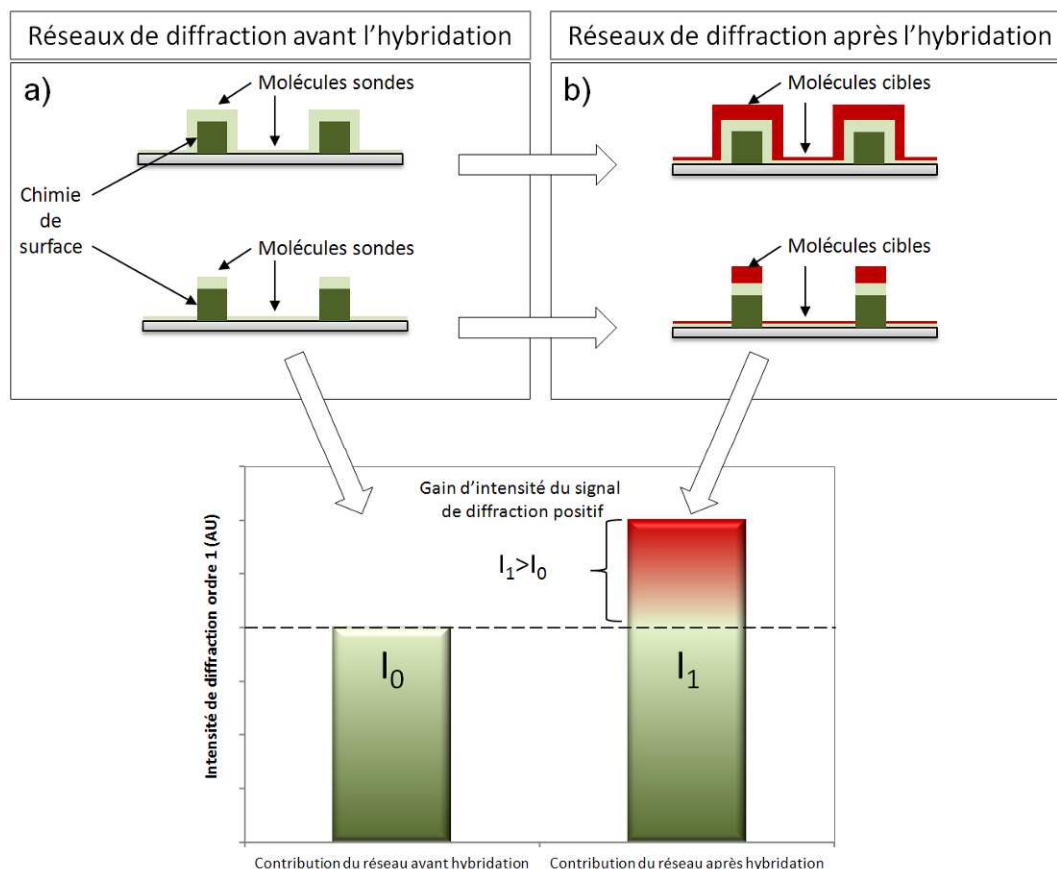 Réseaux de diffraction avant l'hybridation
Réseaux de diffraction après l'hybridation
a)
Molécules sondes
Chimie
de
surface
Molécules sondes
b)
Molécules cibles
Molécules cibles
Intensité de diffraction ordre 1 (AU)
Gain d'intensité du signal
de diffraction positif
I₁>I₀
I₀
I₁
Contribution du réseau avant hybridation
Contribution du réseau après hybridation